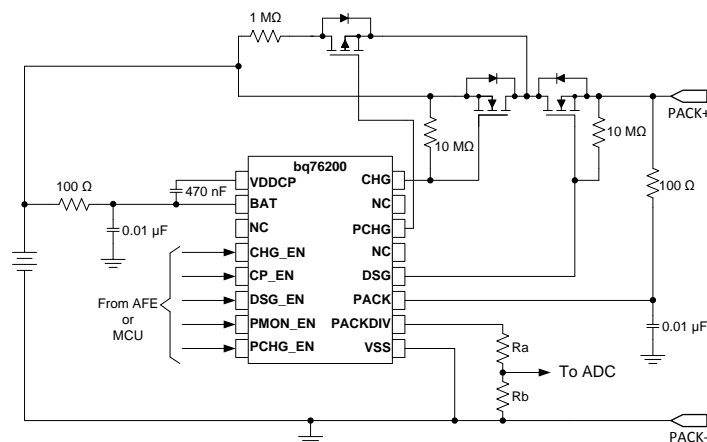 1 MΩ
PACK+
10 MΩ
10 MΩ
bq76200
100 Ω
470 nF
100 Ω
VDDCP
CHG
BAT
NC
0.01 µF
NC
PCHG
CHG_EN
NC
CP_EN
DSG
From AFE
or
MCU
DSG_EN
PACK
PMON_EN
PACKDIV
0.01 µF
PCHG_EN
VSS
Ra
To ADC
Rb
PACK-